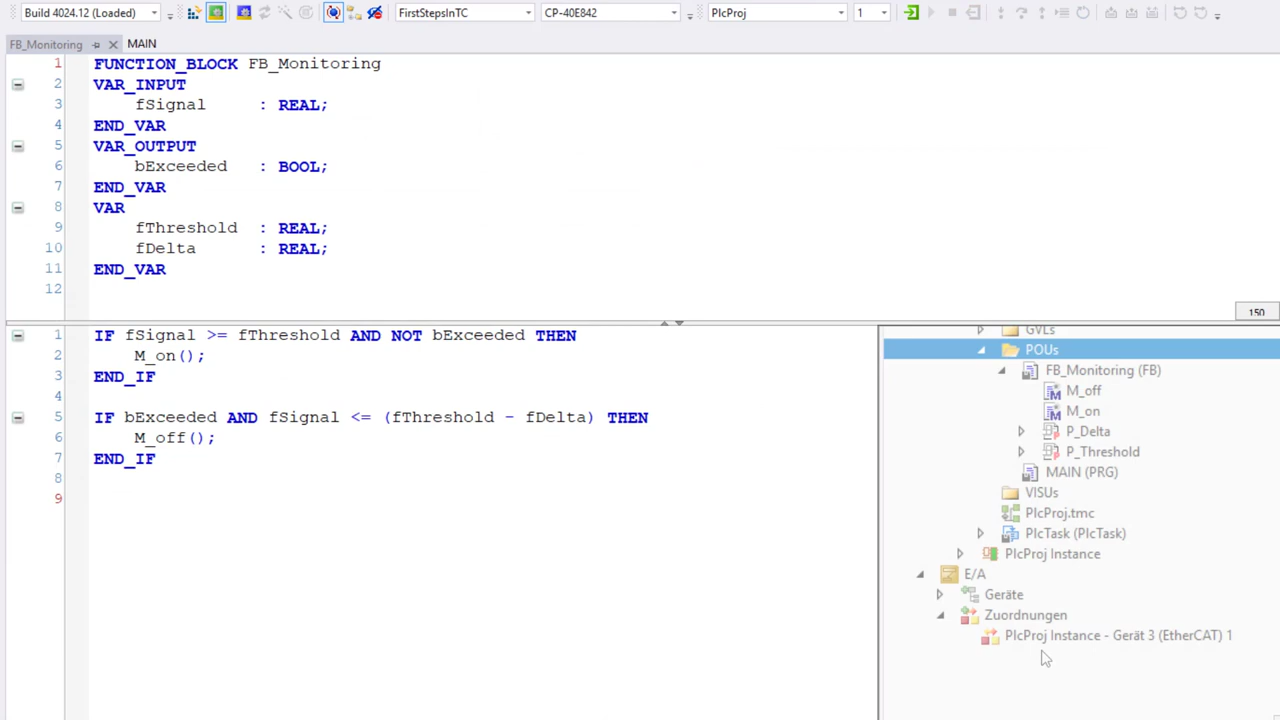 Build 4024.12 (Loaded) FirstStepsInTC CP-40E842 PlcProj 1
FB_Monitoring MAIN
1 FUNCTION_BLOCK FB_Monitoring
2 VAR_INPUT
3 fSignal : REAL;
4 END_VAR
5 VAR_OUTPUT
6 bExceeded : BOOL;
7 END_VAR
8 VAR
9 fThreshold : REAL;
10 fDelta : REAL;
11 END_VAR
12
150
1 IF fSignal >= fThreshold AND NOT bExceeded THEN
2 M_on();
3 END_IF
4
5 IF bExceeded AND fSignal <= (fThreshold - fDelta) THEN
6 M_off();
7 END_IF
8
9
GVLs
POUs
FB_Monitoring (FB)
M_off
M_on
P_Delta
P_Threshold
MAIN (PRG)
VISUs
PlcProj.tmc
PlcTask (PlcTask)
PlcProj Instance
E/A
Geräte
Zuordnungen
PlcProj Instance - Gerät 3 (EtherCAT) 1